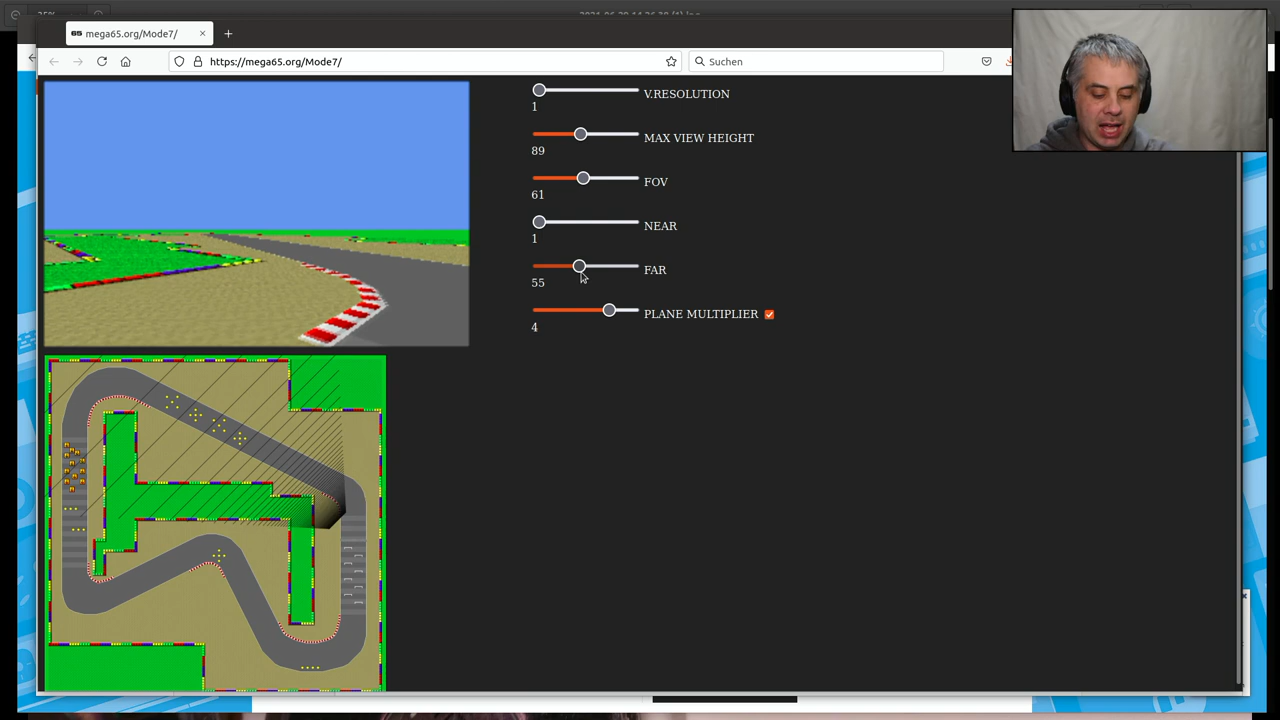 mega65.org/Mode7/
https://mega65.org/Mode7/
Suchen
V.RESOLUTION
1
MAX VIEW HEIGHT
89
FOV
61
NEAR
1
FAR
55
PLANE MULTIPLIER
4